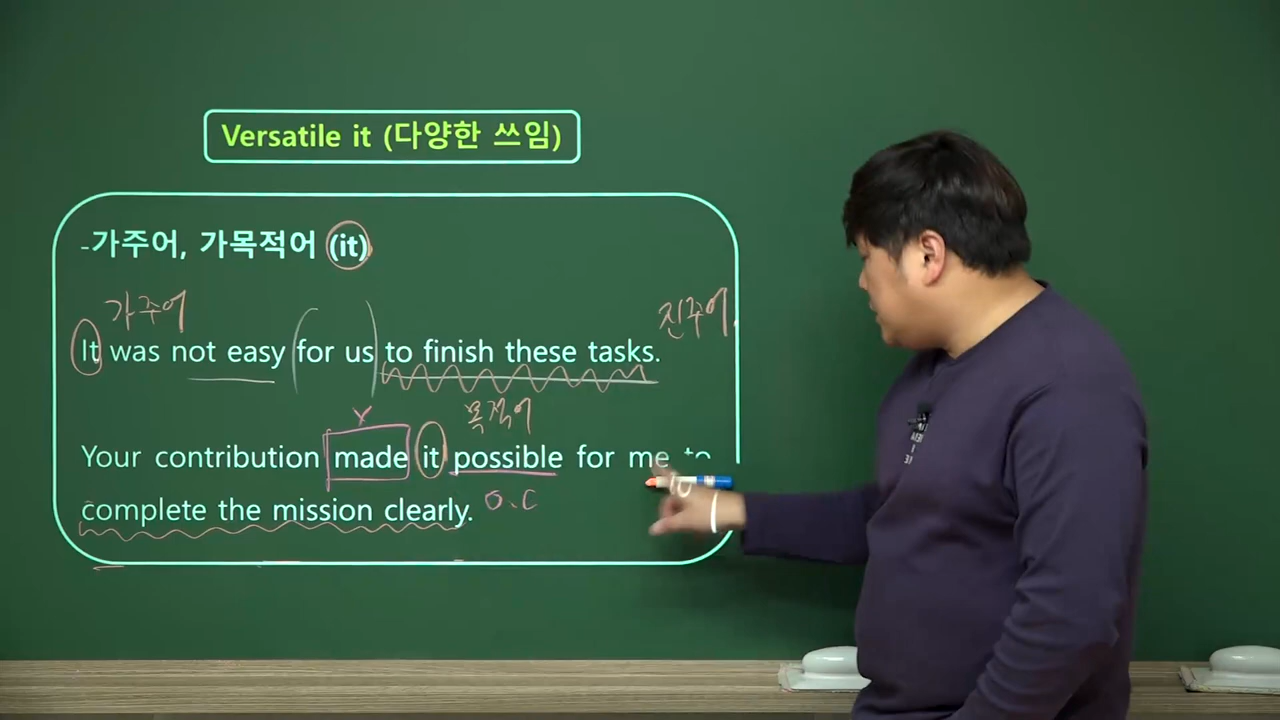 Versatile it (다양한 쓰임)
-가주어, 가목적어 (it)
가주어
진주어
It was not easy for us to finish these tasks.
목적어
Your contribution made it possible for me to
complete the mission clearly.
O.C